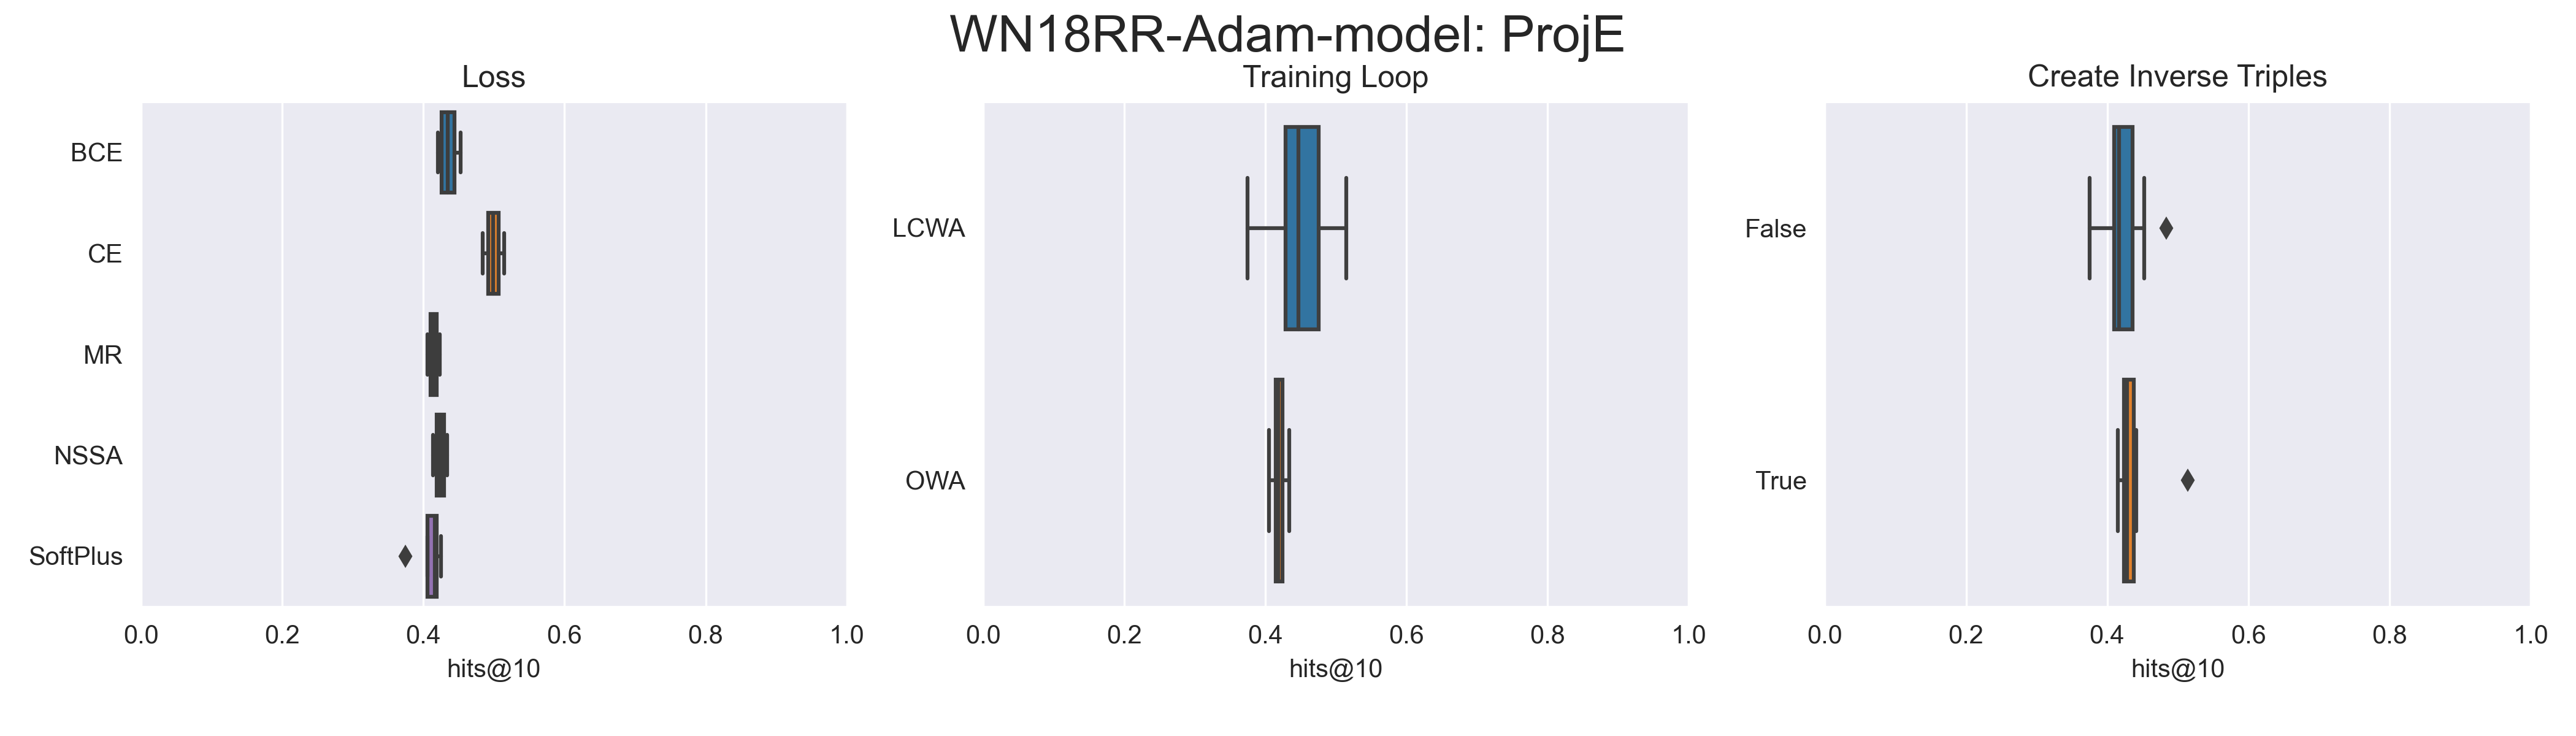 WN18RR-Adam-model: ProjE
Loss
BCE
CE
MR
NSSA
SoftPlus
0.0 0.2 0.4 0.6 0.8 1.0
hits@10
Training Loop
LCWA
OWA
0.0 0.2 0.4 0.6 0.8 1.0
hits@10
Create Inverse Triples
False
True
0.0 0.2 0.4 0.6 0.8 1.0
hits@10